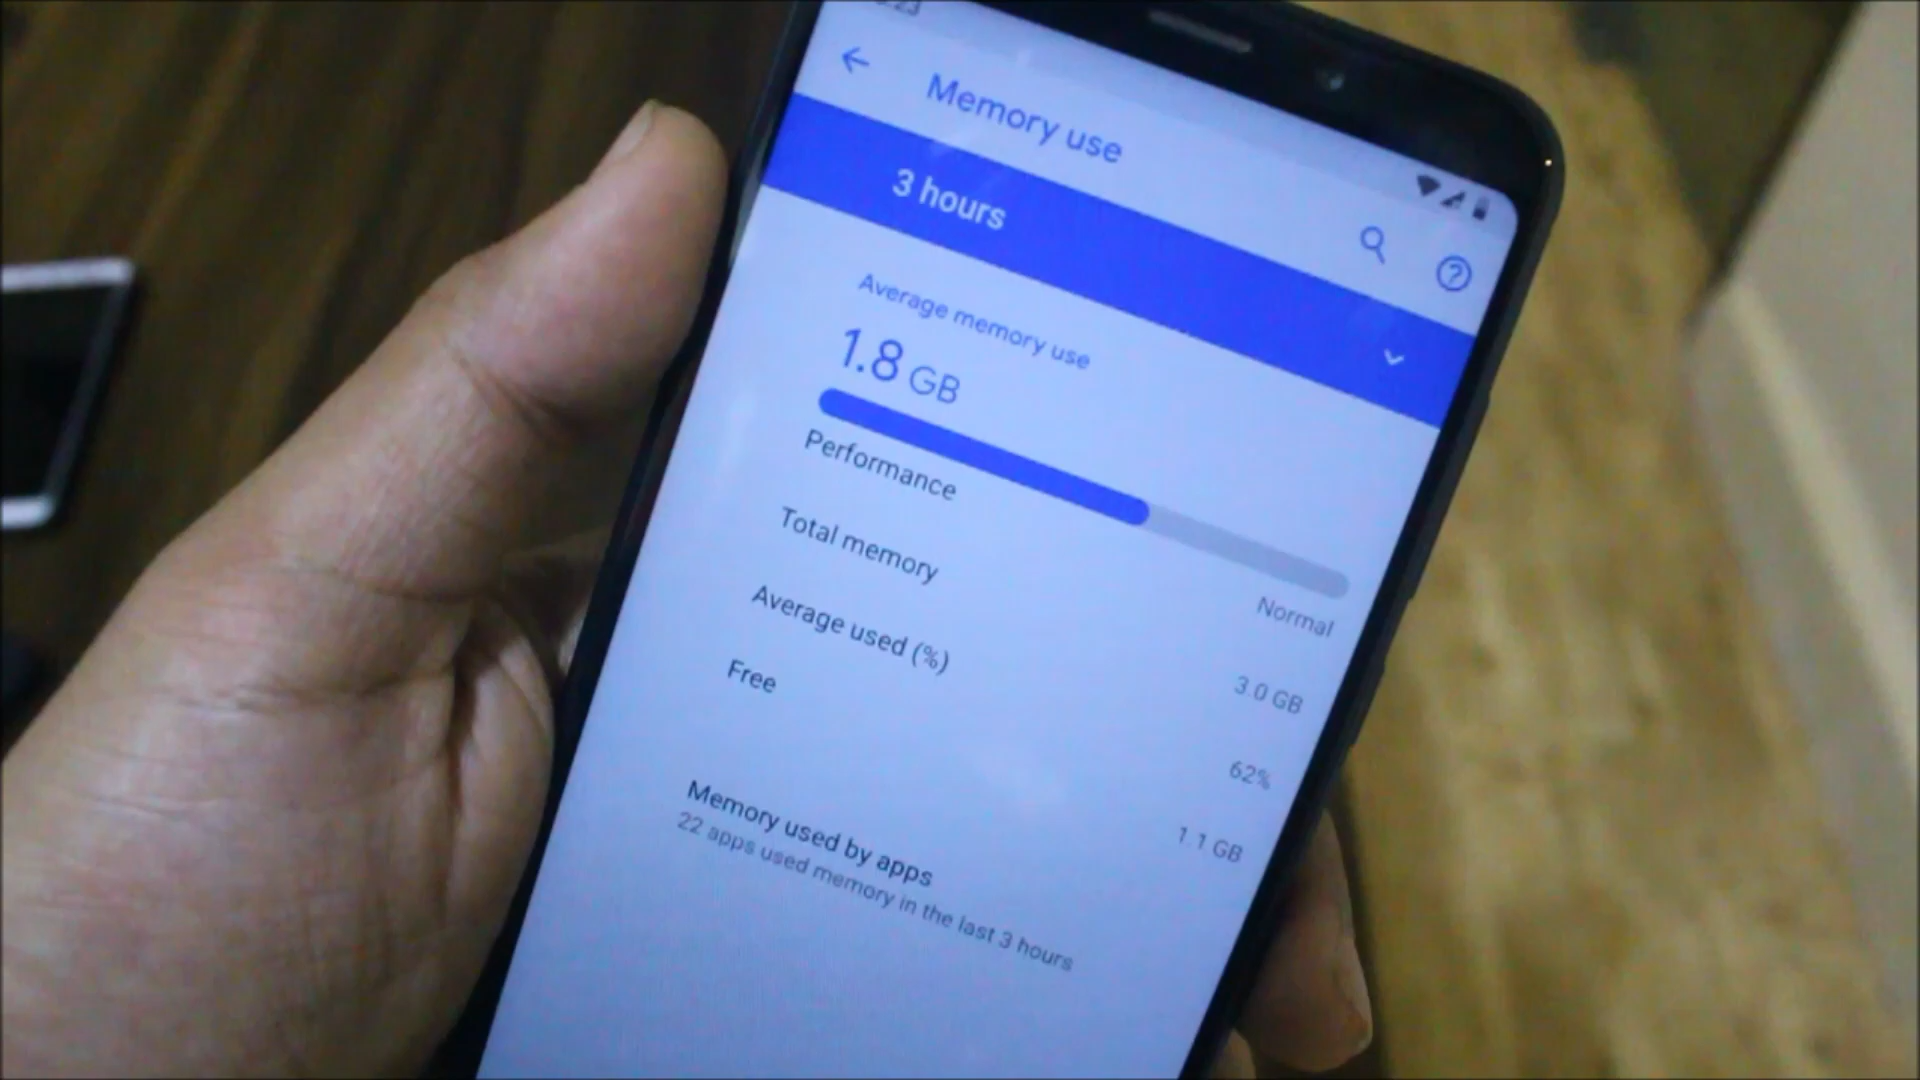 Memory use
3 hours
Average memory use
1.8 GB
Performance Normal
Total memory 3.0 GB
Average used (%) 62%
Free 1.1 GB
Memory used by apps
22 apps used memory in the last 3 hours